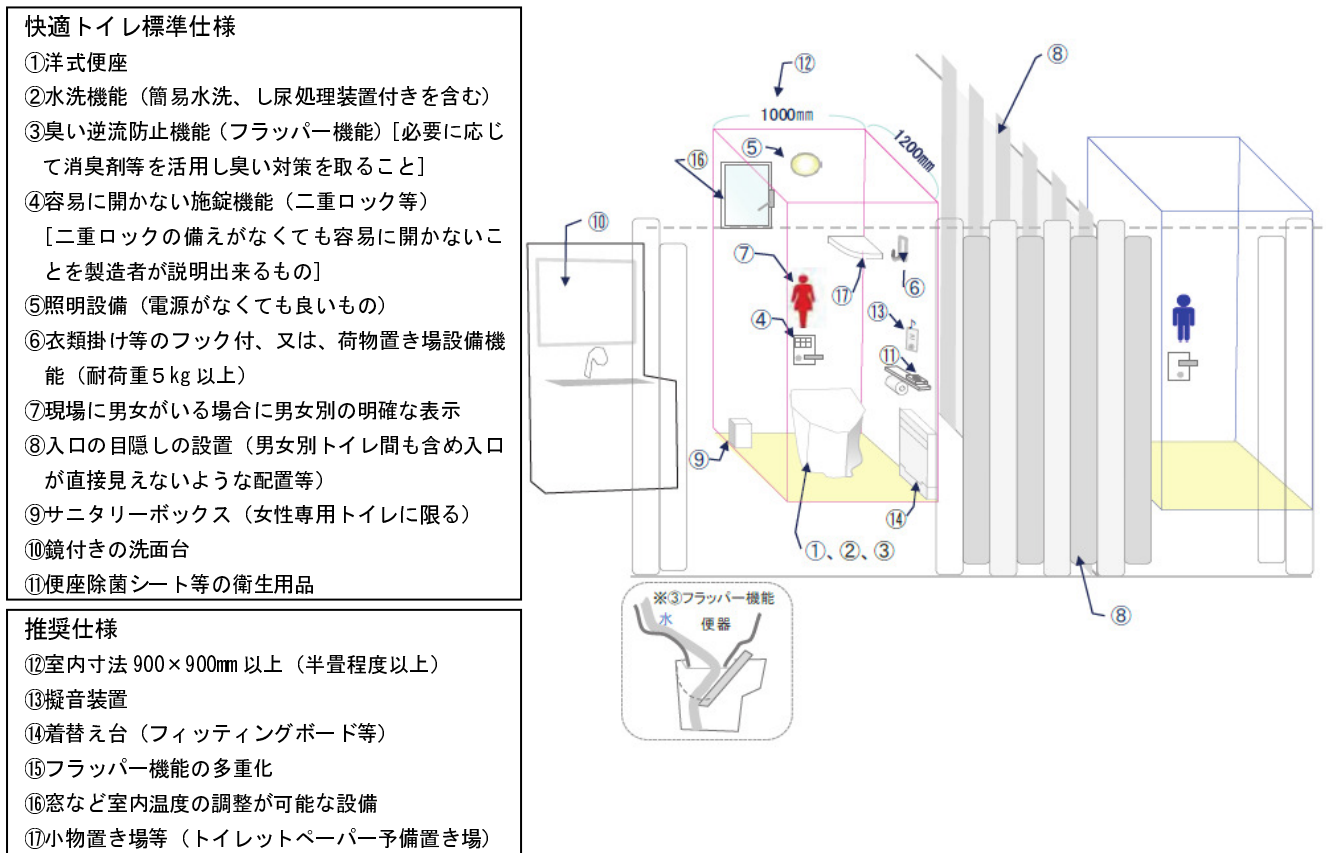 快適トイレ標準仕様
①洋式便座
②水洗機能（簡易水洗、し尿処理装置付きを含む）
③臭い逆流防止機能（フラッパー機能）[必要に応じ
て消臭剤等を活用し臭い対策を取ること]
④容易に開かない施錠機能（二重ロック等）
[二重ロックの備えがなくても容易に開かないこ
とを製造者が説明出来るもの]
⑤照明設備（電源がなくても良いもの）
⑥衣類掛け等のフック付、又は、荷物置き場設備機
能（耐荷重５kg 以上）
⑦現場に男女がいる場合に男女別の明確な表示
⑧入口の目隠しの設置（男女別トイレ間も含め入口
が直接見えないような配置等）
⑨サニタリーボックス（女性専用トイレに限る）
⑩鏡付きの洗面台
⑪便座除菌シート等の衛生用品
推奨仕様
⑫室内寸法 900×900㎜ 以上（半畳程度以上）
⑬擬音装置
⑭着替え台（フィッティングボード等）
⑮フラッパー機能の多重化
⑯窓など室内温度の調整が可能な設備
⑰小物置き場等（トイレットペーパー予備置き場）
⑫
⑧
1000mm
1200mm
⑤
⑯
⑩
⑦
⑰
⑥
⑬
④
⑪
⑨
⑭
①、②、③
⑧
※③フラッパー機能
水
便器